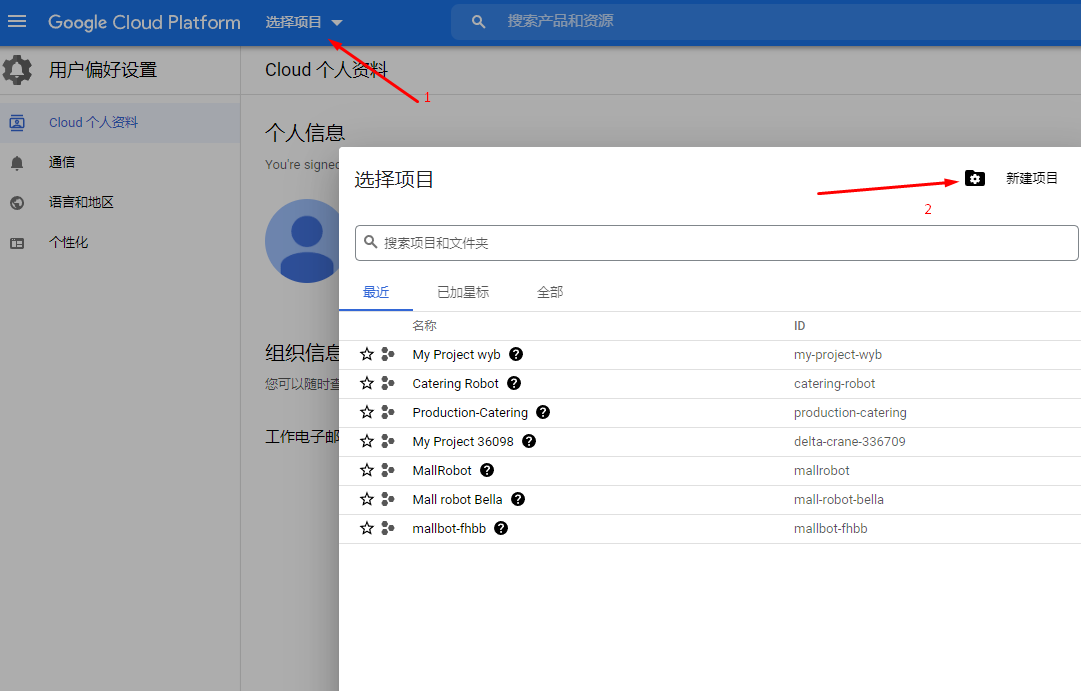 Google Cloud Platform 选择项目 搜索产品和资源
用户偏好设置
Cloud 个人资料
通信
语言和地区
个性化
Cloud 个人资料
1
个人信息
You're signed
组织信息
您可以随时查
工作电子邮
选择项目
新建项目
2
搜索项目和文件夹
最近 已加星标 全部
名称 ID
My Project wyb my-project-wyb
Catering Robot catering-robot
Production-Catering production-catering
My Project 36098 delta-crane-336709
MallRobot mallrobot
Mall robot Bella mall-robot-bella
mallbot-fhbb mallbot-fhbb